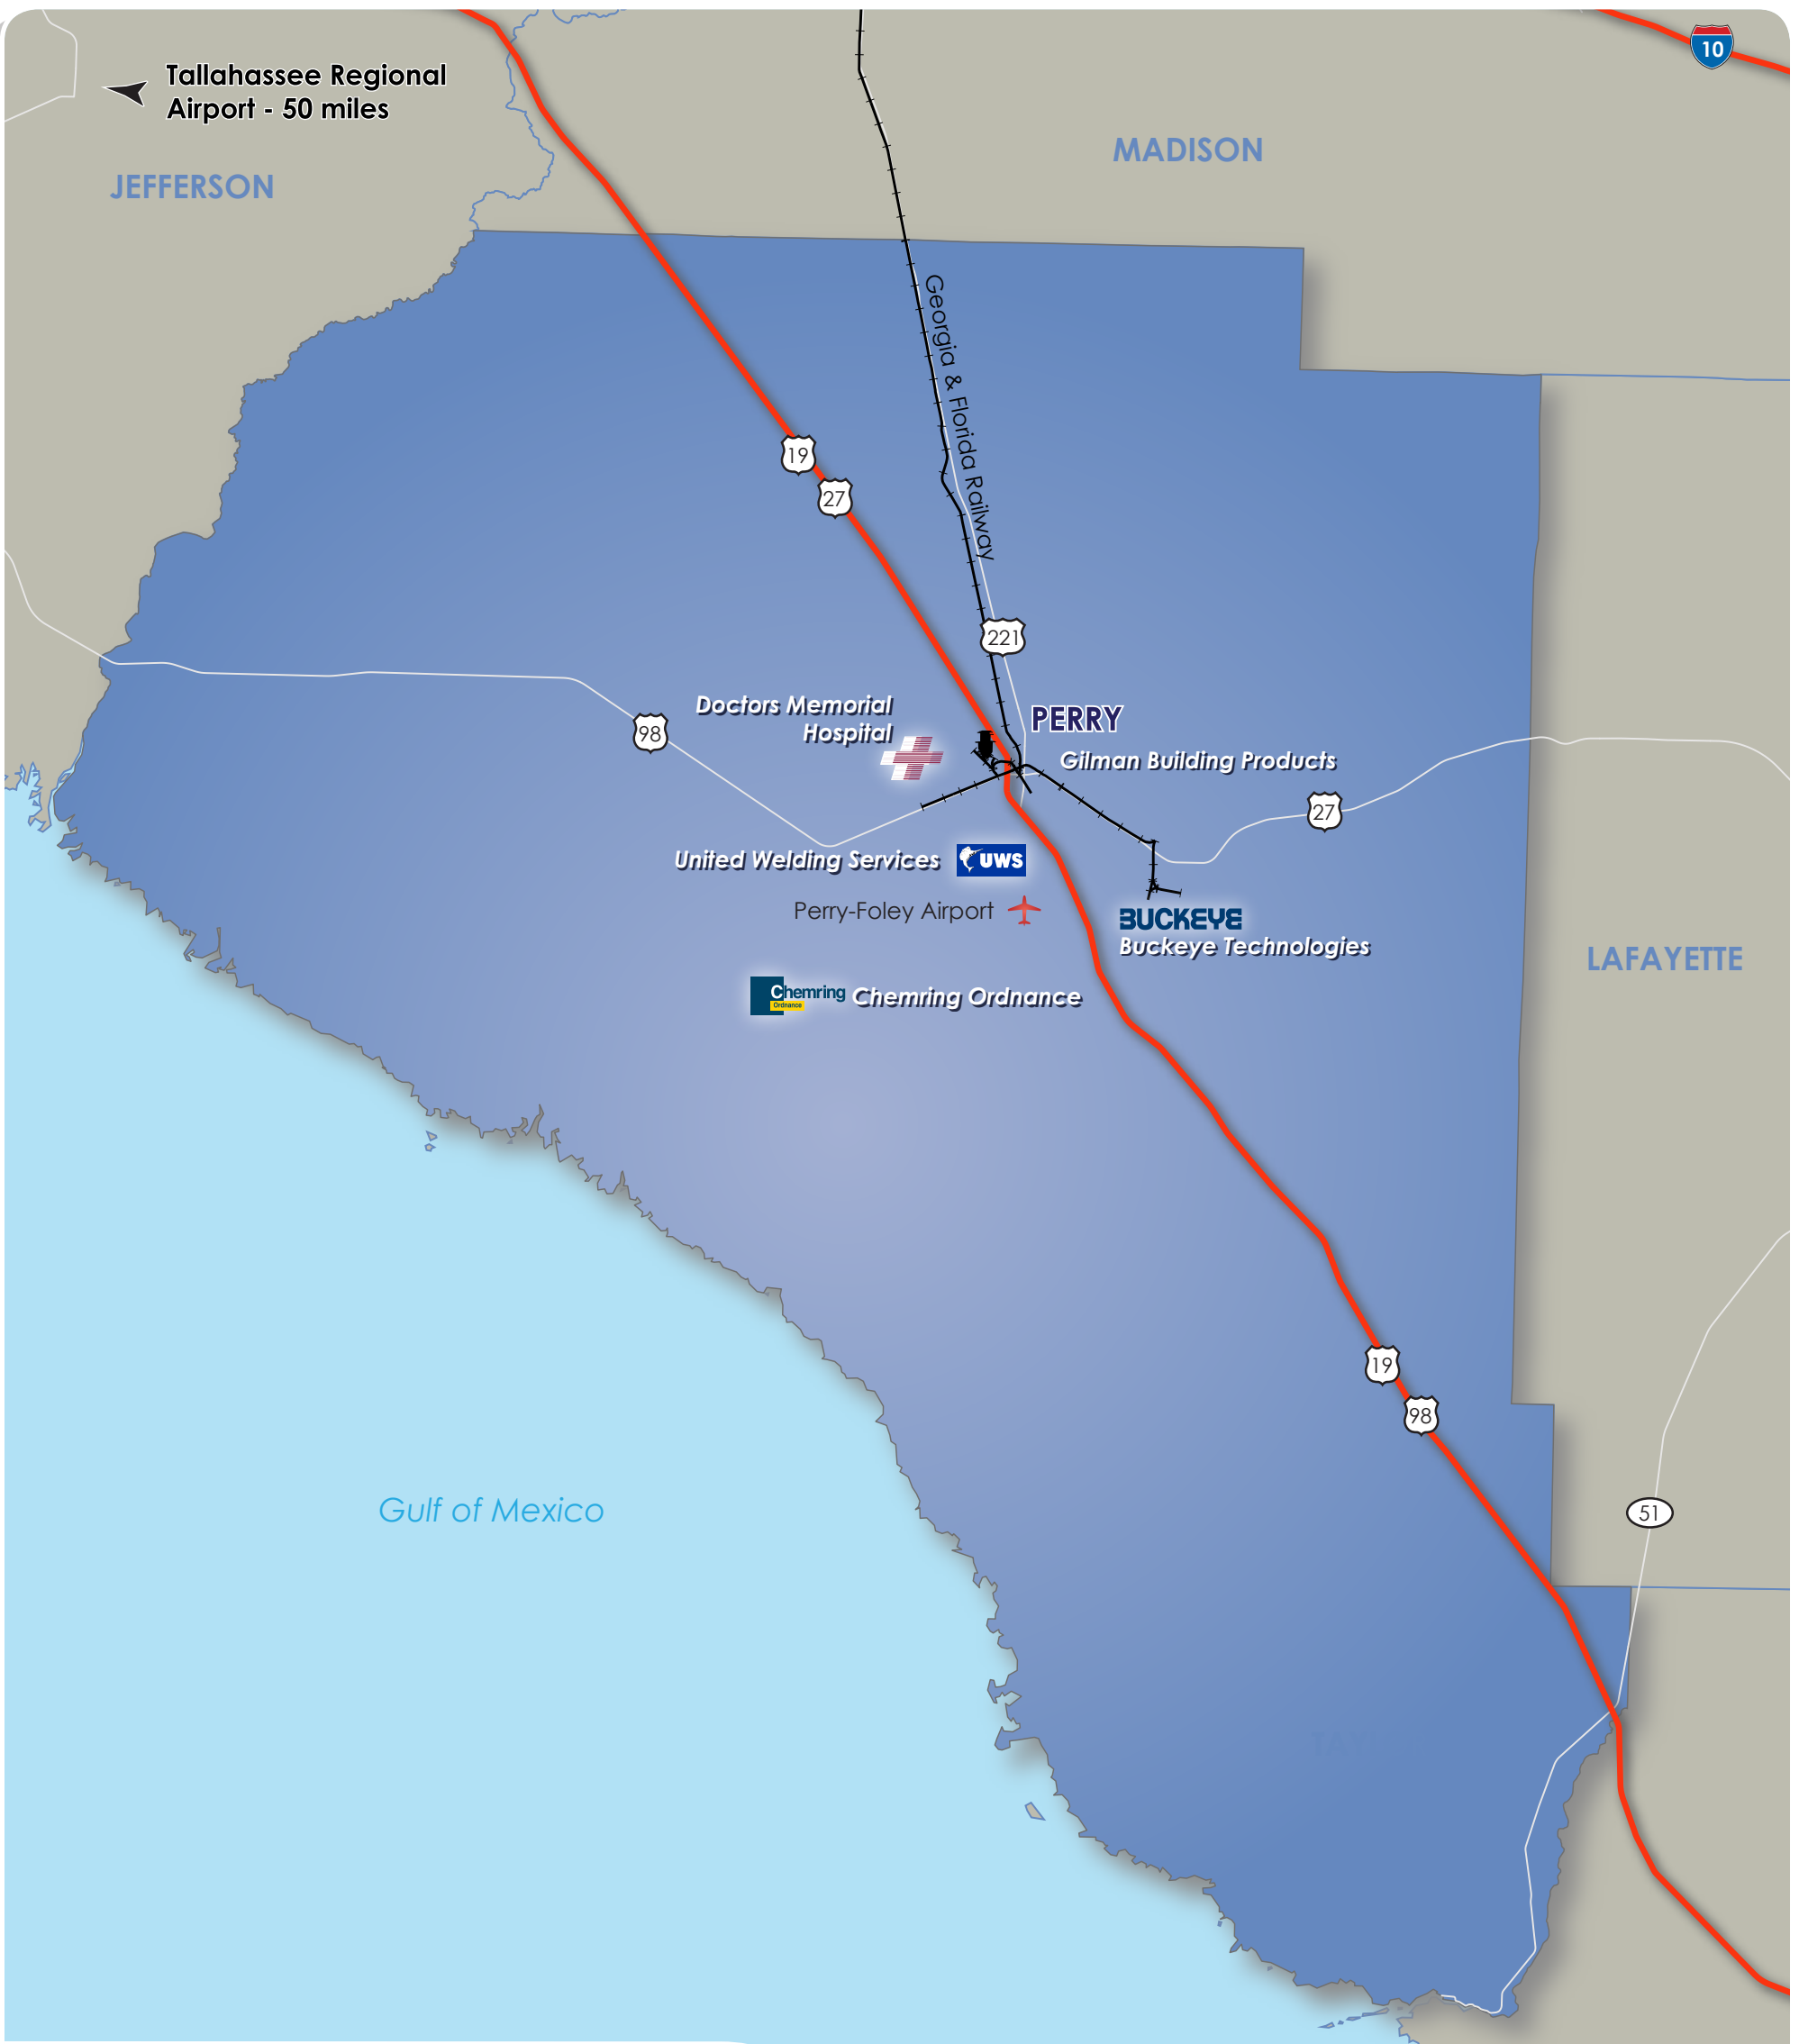 10
Tallahassee Regional
Airport - 50 miles
MADISON
JEFFERSON
Georgia & Florida Railway
19
27
221
Doctors Memorial
Hospital
PERRY
98
Gilman Building Products
27
United Welding Services
UWS
Perry-Foley Airport
BUCKEYE
Buckeye Technologies
LAFAYETTE
Chemring
Ordnance
Chemring Ordnance
19
98
Gulf of Mexico
51